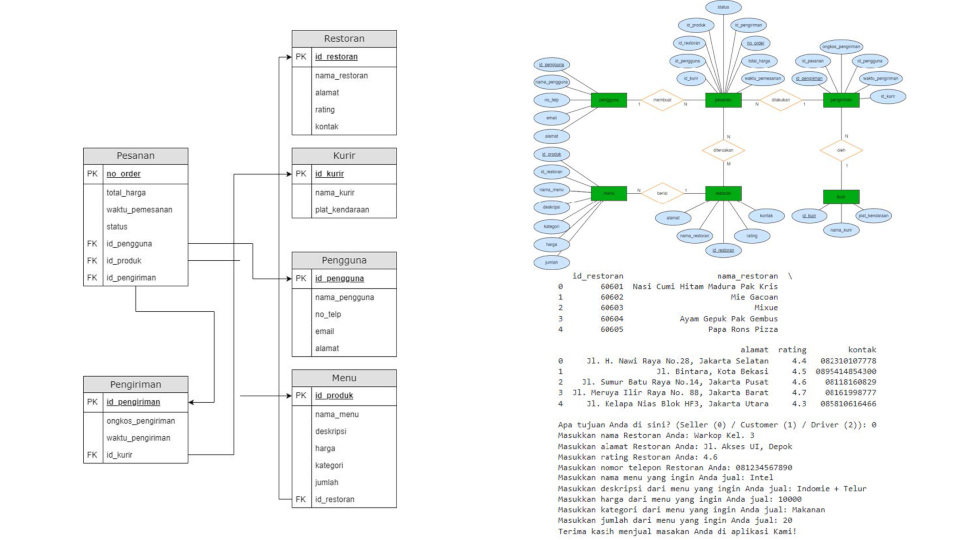 Restoran
PK id_restoran
nama_restoran
alamat
rating
kontak
Pesanan
PK no_order
total_harga
waktu_pemesanan
status
FK id_pengguna
FK id_produk
FK id_pengiriman
Kurir
PK id_kurir
nama_kurir
plat_kendaraan
Pengguna
PK id_pengguna
nama_pengguna
no_telp
email
alamat
Pengiriman
PK id_pengiriman
ongkos_pengiriman
waktu_pengiriman
FK id_kurir
Menu
PK id_produk
nama_menu
deskripsi
harga
kategori
jumlah
FK id_restoran
status
id_produk
id_pengiriman
id_restoran
no_order
id_pengguna
total_harga
id_kurir
waktu_pemesanan
ongkos_pengiriman
id_pesanan
id_pengguna
id_pengiriman
waktu_pengiriman
id_kurir
id_pengguna
nama_pengguna
no_telp
email
alamat
pengguna
1
membuat
N
pesanan
N
dilakukan
1
pengiriman
N
diteruskan
M
N
oleh
1
id_produk
id_restoran
nama_menu
deskripsi
kategori
harga
jumlah
menu
N
berisi
1
restoran
alamat
nama_restoran
id_restoran
rating
kontak
kurir
id_kurir
nama_kurir
plat_kendaraan
id_restoran nama_restoran \
0 60601 Nasi Cumi Hitam Madura Pak Kris
1 60602 Mie Gacoan
2 60603 Mixue
3 60604 Ayam Gepuk Pak Gembus
4 60605 Papa Rons Pizza
alamat rating kontak
0 Jl. H. Nawi Raya No.28, Jakarta Selatan 4.4 082310107778
1 Jl. Bintara, Kota Bekasi 4.5 0895414854300
2 Jl. Sumur Batu Raya No.14, Jakarta Pusat 4.6 08118160829
3 Jl. Meruya Ilir Raya No. 88, Jakarta Barat 4.7 08161998777
4 Jl. Kelapa Nias Blok HF3, Jakarta Utara 4.3 085810616466
Apa tujuan Anda di sini? (Seller (0) / Customer (1) / Driver (2)): 0
Masukkan nama Restoran Anda: Warkop Kel. 3
Masukkan alamat Restoran Anda: Jl. Akses UI, Depok
Masukkan rating Restoran Anda: 4.6
Masukkan nomor telepon Restoran Anda: 081234567890
Masukkan nama menu yang ingin Anda jual: Intel
Masukkan deskripsi dari menu yang ingin Anda jual: Indomie + Telur
Masukkan harga dari menu yang ingin Anda jual: 10000
Masukkan kategori dari menu yang ingin Anda jual: Makanan
Masukkan jumlah dari menu yang ingin Anda jual: 20
Terima kasih menjual masakan Anda di aplikasi Kami!